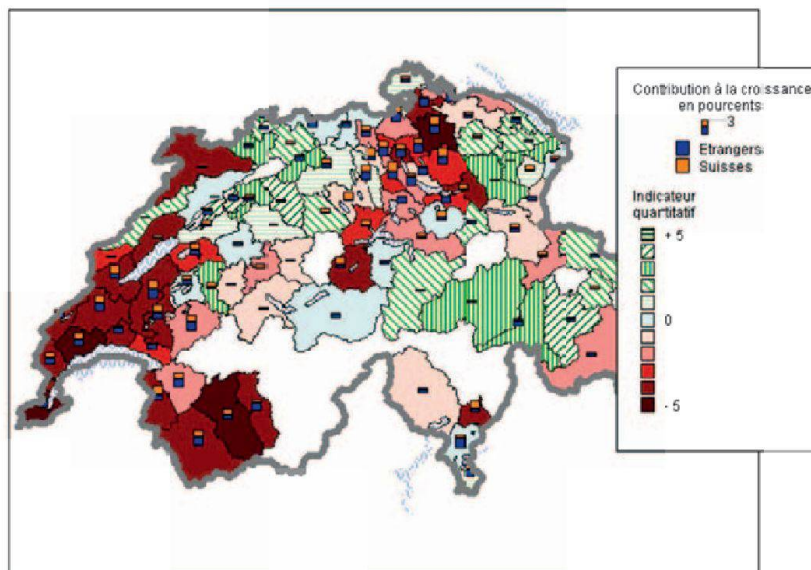 Contribution à la croissance
en pourcents
3
Etrangers
Suisses
Indicateur
quantitatif
+ 5
0
- 5